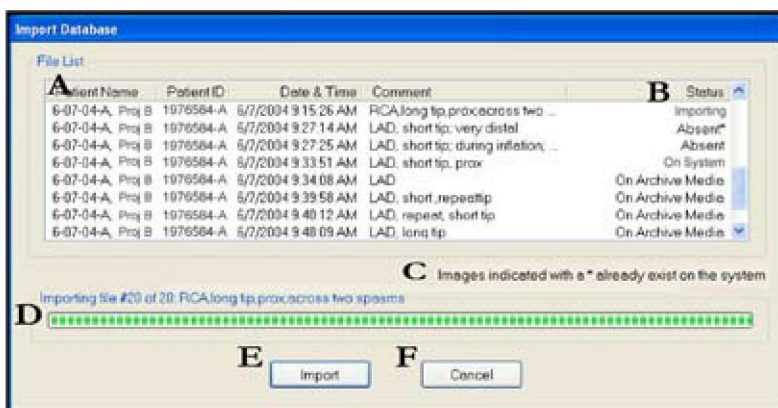 Import Database
File List
A Patient Name Patient ID Date & Time Comment B Status
6-07-04-A, Proj B 1976584-A 6/7/2004 9:15:26 AM RCA,long tip,prox:across two ... Importing
6-07-04-A, Proj B 1976584-A 6/7/2004 9:27:14 AM LAD, short tip; very distal Absent*
6-07-04-A, Proj B 1976584-A 6/7/2004 9:27:25 AM LAD, short tip; during inflation; ... Absent
6-07-04-A, Proj B 1976584-A 6/7/2004 9:33:51 AM LAD, short tip, prox On System
6-07-04-A, Proj B 1976584-A 6/7/2004 9:34:08 AM LAD On Archive Media
6-07-04-A, Proj B 1976584-A 6/7/2004 9:39:58 AM LAD, short ,repeattip On Archive Media
6-07-04-A, Proj B 1976584-A 6/7/2004 9:40:12 AM LAD, repeat, short tip On Archive Media
6-07-04-A, Proj B 1976584-A 6/7/2004 9:48:09 AM LAD, long tip On Archive Media
C Images indicated with a * already exist on the system
Importing file #20 of 20: RCA,long tip,prox:across two spasms
D
E Import F Cancel